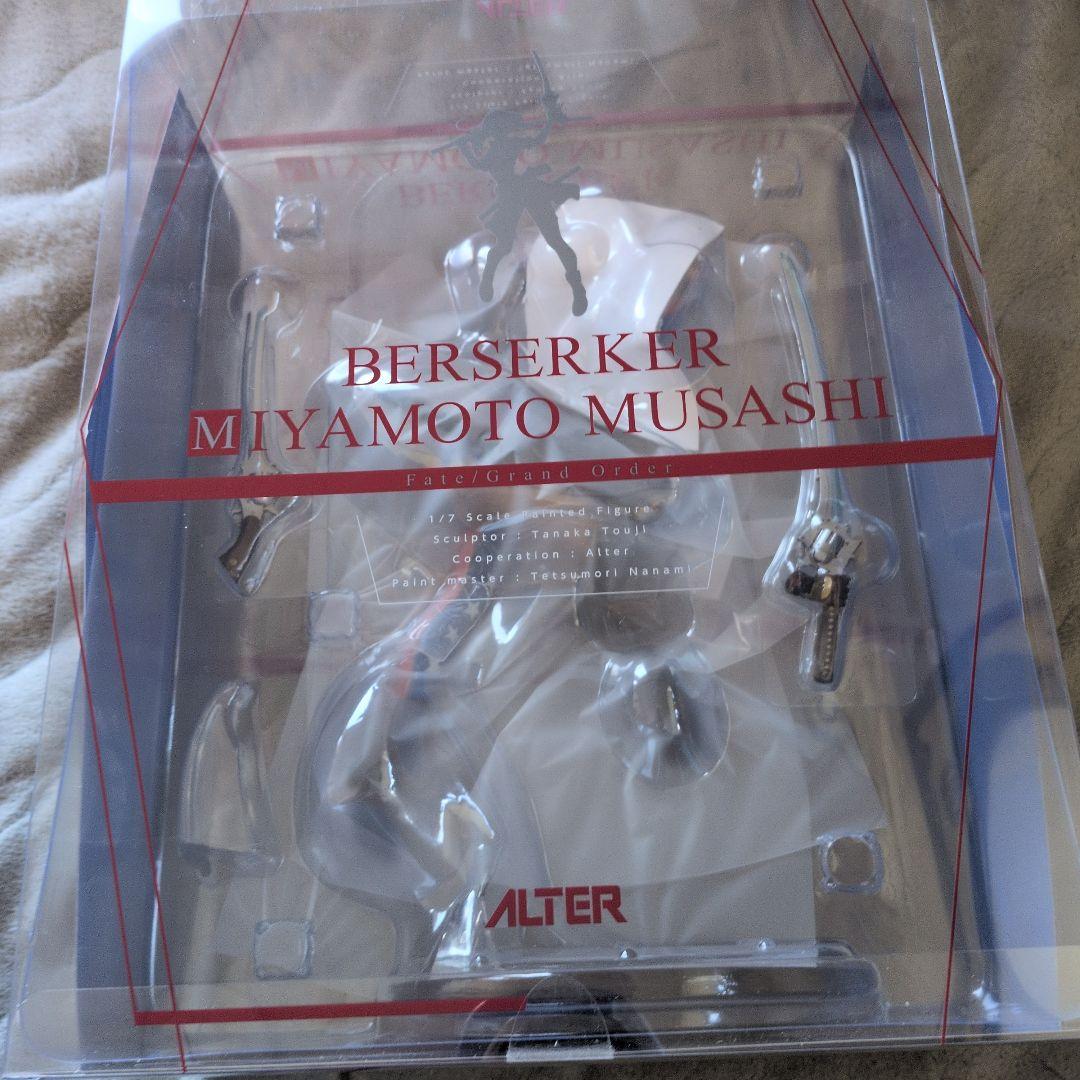 ALTER
BERSERKER
MIYAMOTO MUSASHI
Fate/Grand Order
1/7 Scale Painted Figure
Sculptor : Tanaka Touji
Cooperation : Alter
Paint master : Tetsumori Nanami
ALTER